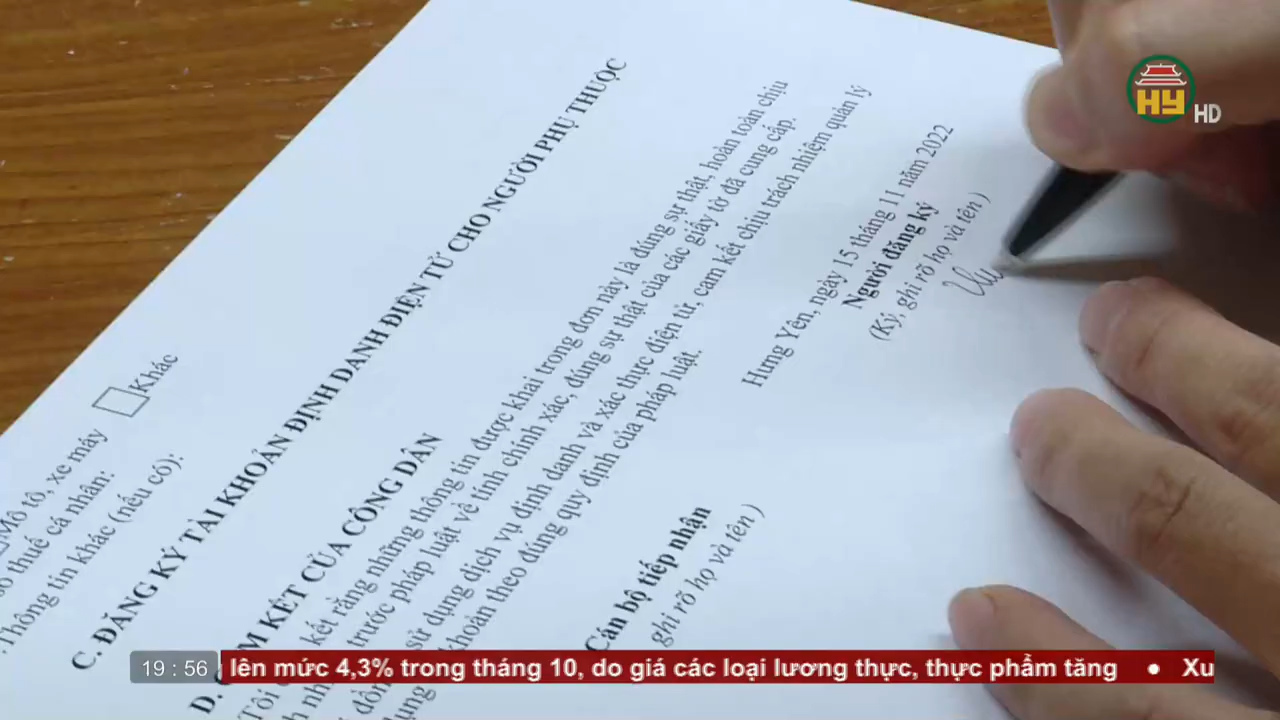 HY HD
Mô tô, xe máy Khác
thuế cá nhân:
Thông tin khác (nếu có):
C. ĐĂNG KÝ TÀI KHOẢN ĐỊNH DANH ĐIỆN TỬ CHO NGƯỜI PHỤ THUỘC
D. KẾT CỦA CÔNG DÂN
Tôi kết rằng những thông tin được khai trong đơn này là đúng sự thật, hoàn toàn chịu
trước pháp luật về tính chính xác, đúng sự thật của các giấy tờ đã cung cấp.
sử dụng dịch vụ định danh và xác thực điện tử, cam kết chịu trách nhiệm quản lý
khoản theo đúng quy định của pháp luật.
Hưng Yên, ngày 15 tháng 11 năm 2022
Người đăng ký
(Ký, ghi rõ họ và tên )
Cán bộ tiếp nhận
ghi rõ họ và tên )
19 : 56 lên mức 4,3% trong tháng 10, do giá các loại lương thực, thực phẩm tăng • Xu